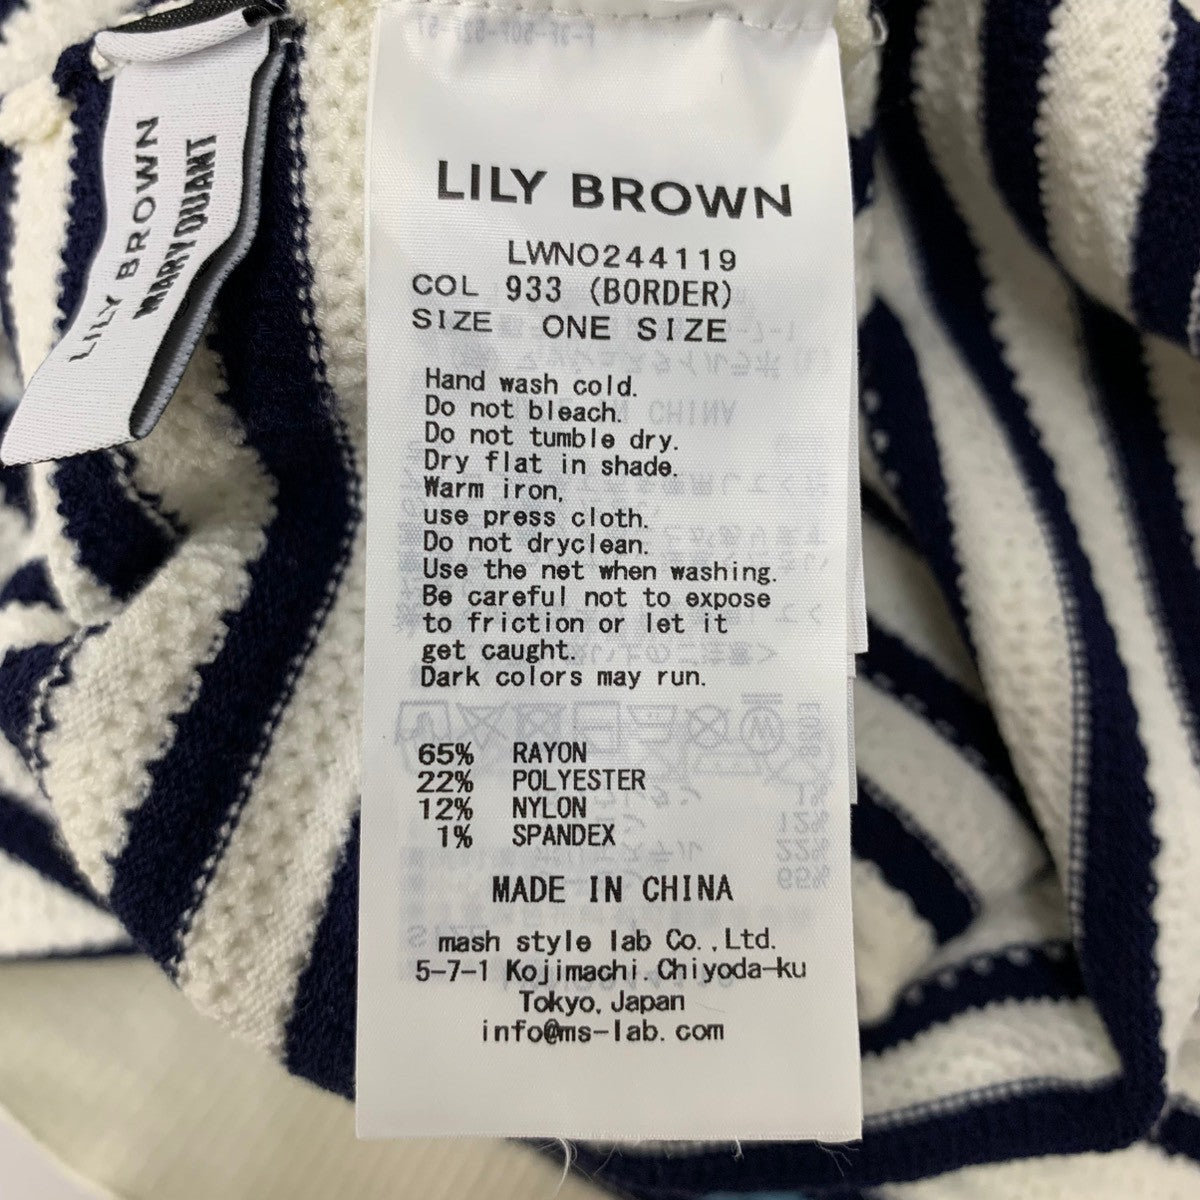 LILY BROWN
MARY QUANT
LILY BROWN
LWNO244119
COL 933 (BORDER)
SIZE ONE SIZE
Hand wash cold.
Do not bleach.
Do not tumble dry.
Dry flat in shade.
Warm iron,
use press cloth.
Do not dryclean.
Use the net when washing.
Be careful not to expose
to friction or let it
get caught.
Dark colors may run.
65% RAYON
22% POLYESTER
12% NYLON
1% SPANDEX
MADE IN CHINA
mash style lab Co.,Ltd.
5-7-1 Kojimachi.Chiyoda-ku
Tokyo, Japan
info@ms-lab.com